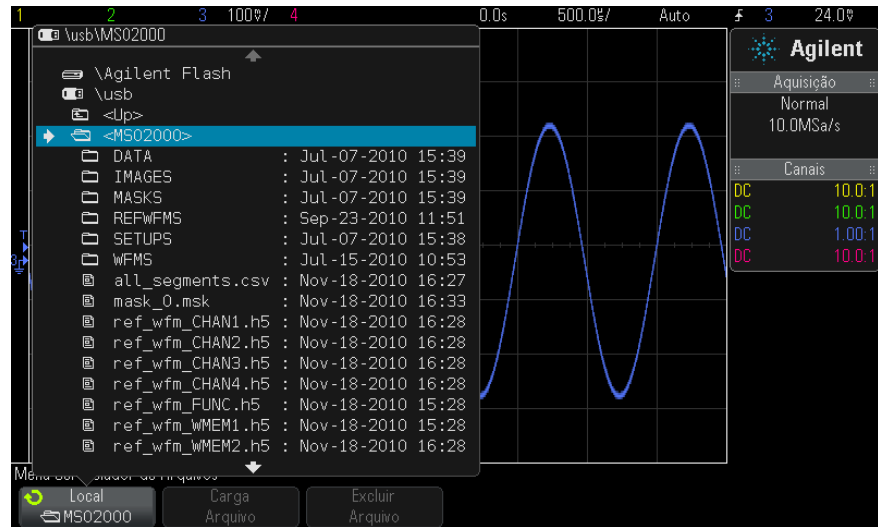 1 2 3 100V/ 4 0.0s 500.0µ/ Auto 3 24.0V
\usb\MSO2000
\Agilent Flash
\usb
<Up>
<MSO2000>
DATA : Jul-07-2010 15:39
IMAGES : Jul-07-2010 15:39
MASKS : Jul-07-2010 15:39
REFWFMS : Sep-23-2010 11:51
SETUPS : Jul-07-2010 15:38
WFMS : Jul-15-2010 10:53
all_segments.csv : Nov-18-2010 16:27
mask_0.msk : Nov-18-2010 16:33
ref_wfm_CHAN1.h5 : Nov-18-2010 16:28
ref_wfm_CHAN2.h5 : Nov-18-2010 16:28
ref_wfm_CHAN3.h5 : Nov-18-2010 16:28
ref_wfm_CHAN4.h5 : Nov-18-2010 16:28
ref_wfm_FUNC.h5 : Nov-18-2010 15:28
ref_wfm_WMEM1.h5 : Nov-18-2010 15:28
ref_wfm_WMEM2.h5 : Nov-18-2010 16:28
T
3
Agilent
Aquisição
Normal
10.0MSa/s
Canais
DC 10.0:1
DC 10.0:1
DC 1.00:1
DC 10.0:1
Local
MSO2000
Carga
Arquivo
Excluir
Arquivo